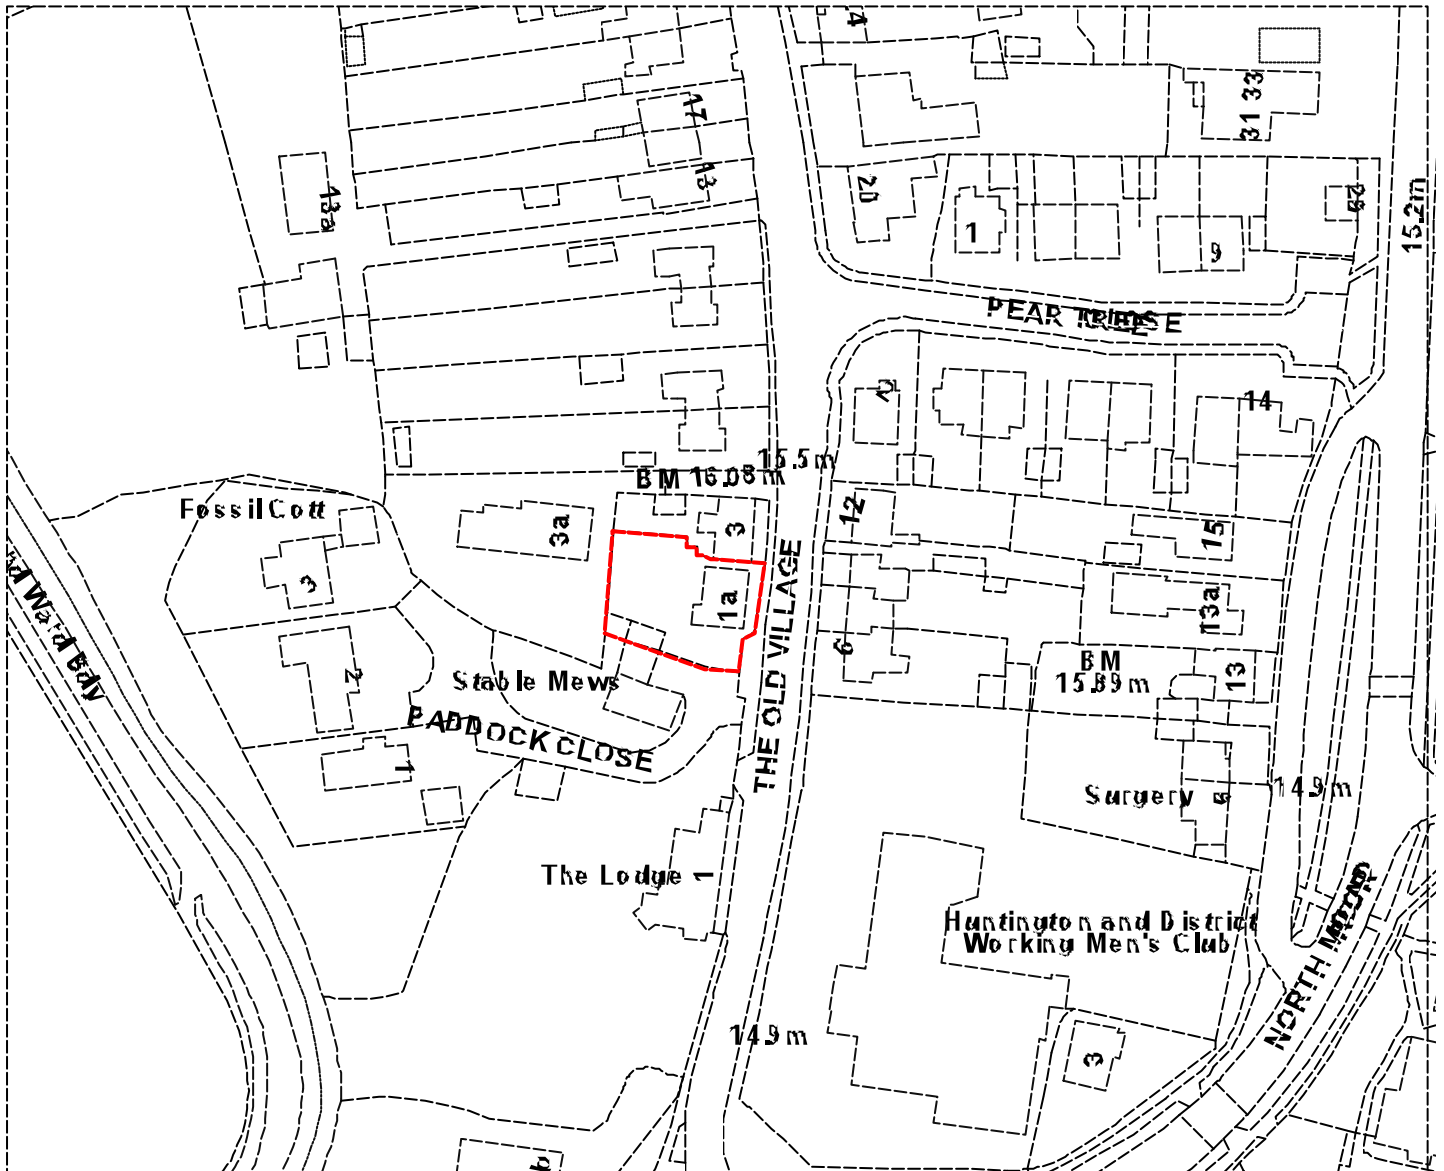 17
13
13a
20
31 33
29
15.2m
1
9
PEAR TREE
2
14
15.5m
BM 16.08m
Fossil Cott
3a
3
12
15
3
1a
THE OLD VILLAGE
13a
6
BM
15.89m
13
2
Stable Mews
PADDOCK CLOSE
1
Surgery
14.9m
The Lodge 1
Huntington and District
Working Men's Club
NORTH MOOR
14.9m
3